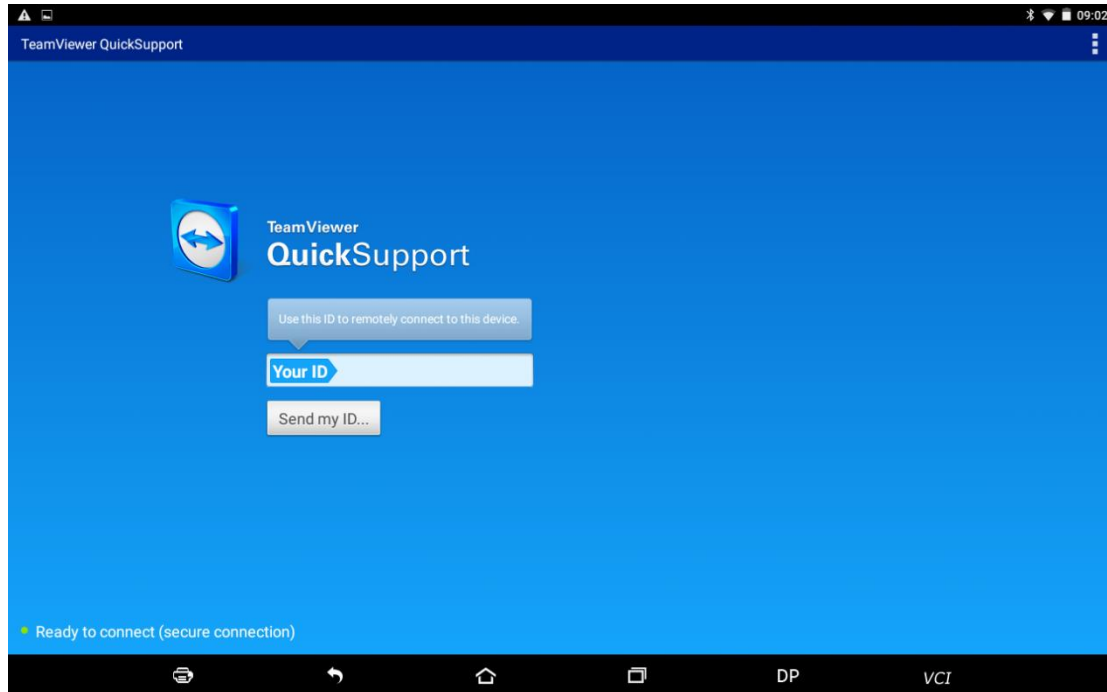 09:02
TeamViewer QuickSupport
TeamViewer
QuickSupport
Use this ID to remotely connect to this device.
Your ID
Send my ID...
Ready to connect (secure connection)
DP
VCI